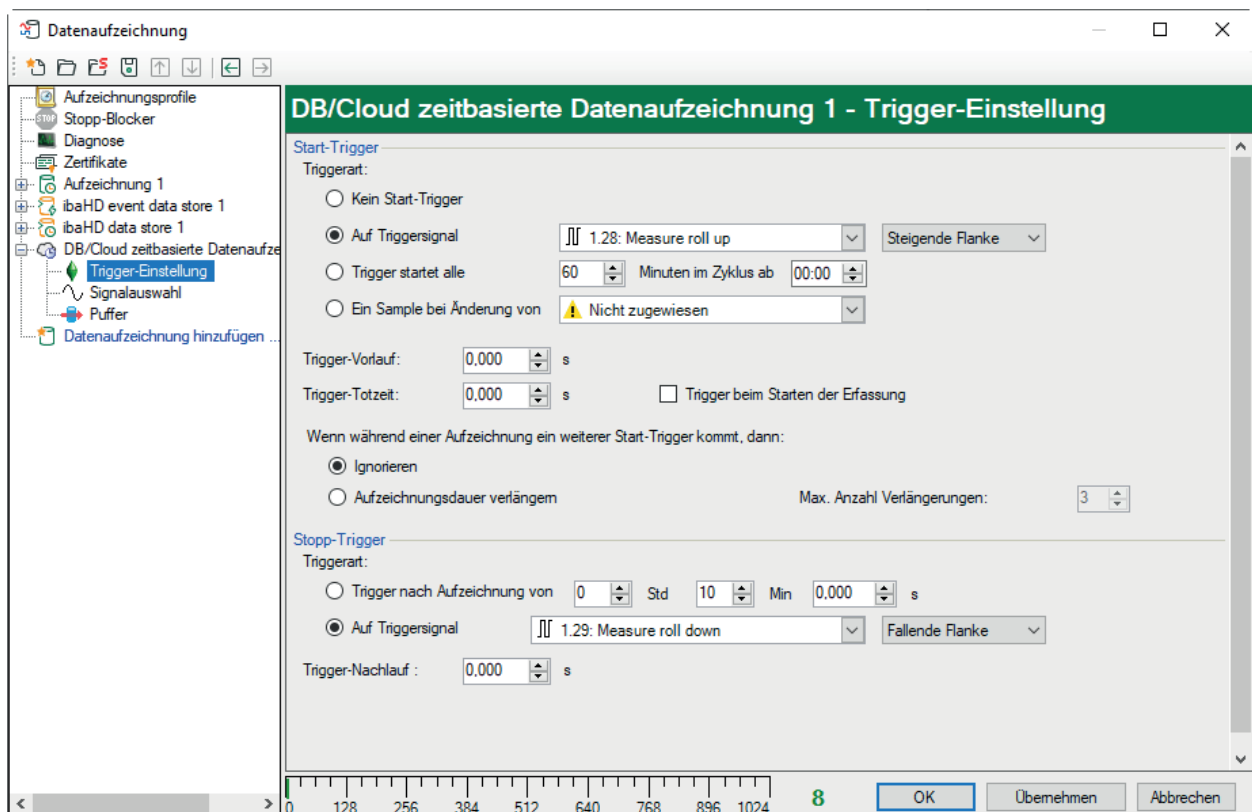 Datenaufzeichnung
Aufzeichnungsprofile
STOP Stopp-Blocker
Diagnose
Zertifikate
Aufzeichnung 1
ibaHD event data store 1
ibaHD data store 1
DB/Cloud zeitbasierte Datenaufze
Trigger-Einstellung
Signalauswahl
Puffer
Datenaufzeichnung hinzufügen ...
DB/Cloud zeitbasierte Datenaufzeichnung 1 - Trigger-Einstellung
Start-Trigger
Triggerart:
Kein Start-Trigger
Auf Triggersignal 1.28: Measure roll up Steigende Flanke
Trigger startet alle 60 Minuten im Zyklus ab 00:00
Ein Sample bei Änderung von Nicht zugewiesen
Trigger-Vorlauf: 0,000 s
Trigger-Totzeit: 0,000 s Trigger beim Starten der Erfassung
Wenn während einer Aufzeichnung ein weiterer Start-Trigger kommt, dann:
Ignorieren
Aufzeichnungsdauer verlängern Max. Anzahl Verlängerungen: 3
Stopp-Trigger
Triggerart:
Trigger nach Aufzeichnung von 0 Std 10 Min 0,000 s
Auf Triggersignal 1.29: Measure roll down Fallende Flanke
Trigger-Nachlauf : 0,000 s
0 128 256 384 512 640 768 896 1024 8 OK Übernehmen Abbrechen